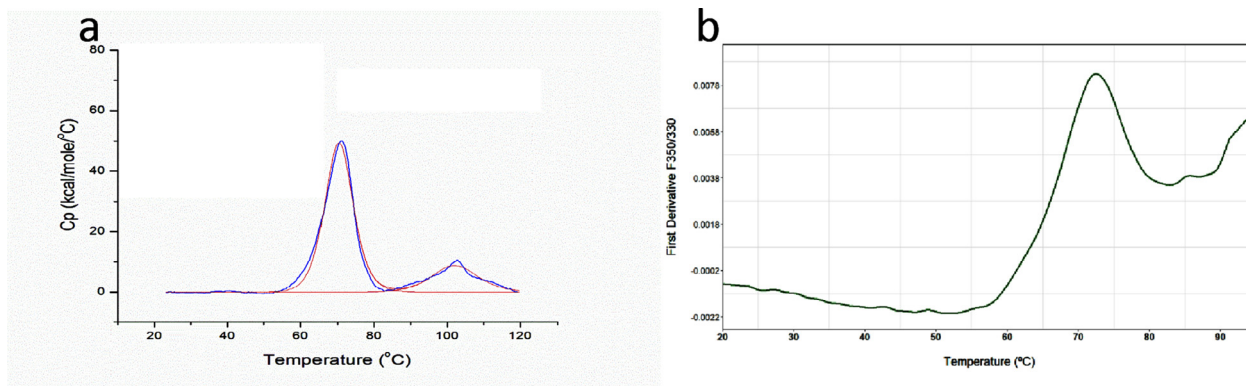 a
80
60
40
20
0
Cp (kcal/mole/°C)
20 40 60 80 100 120
Temperature (°C)
b
0.0078
0.0058
0.0038
0.0018
-0.0002
-0.0022
First Derivative F350/330
20 30 40 50 60 70 80 90
Temperature (°C)